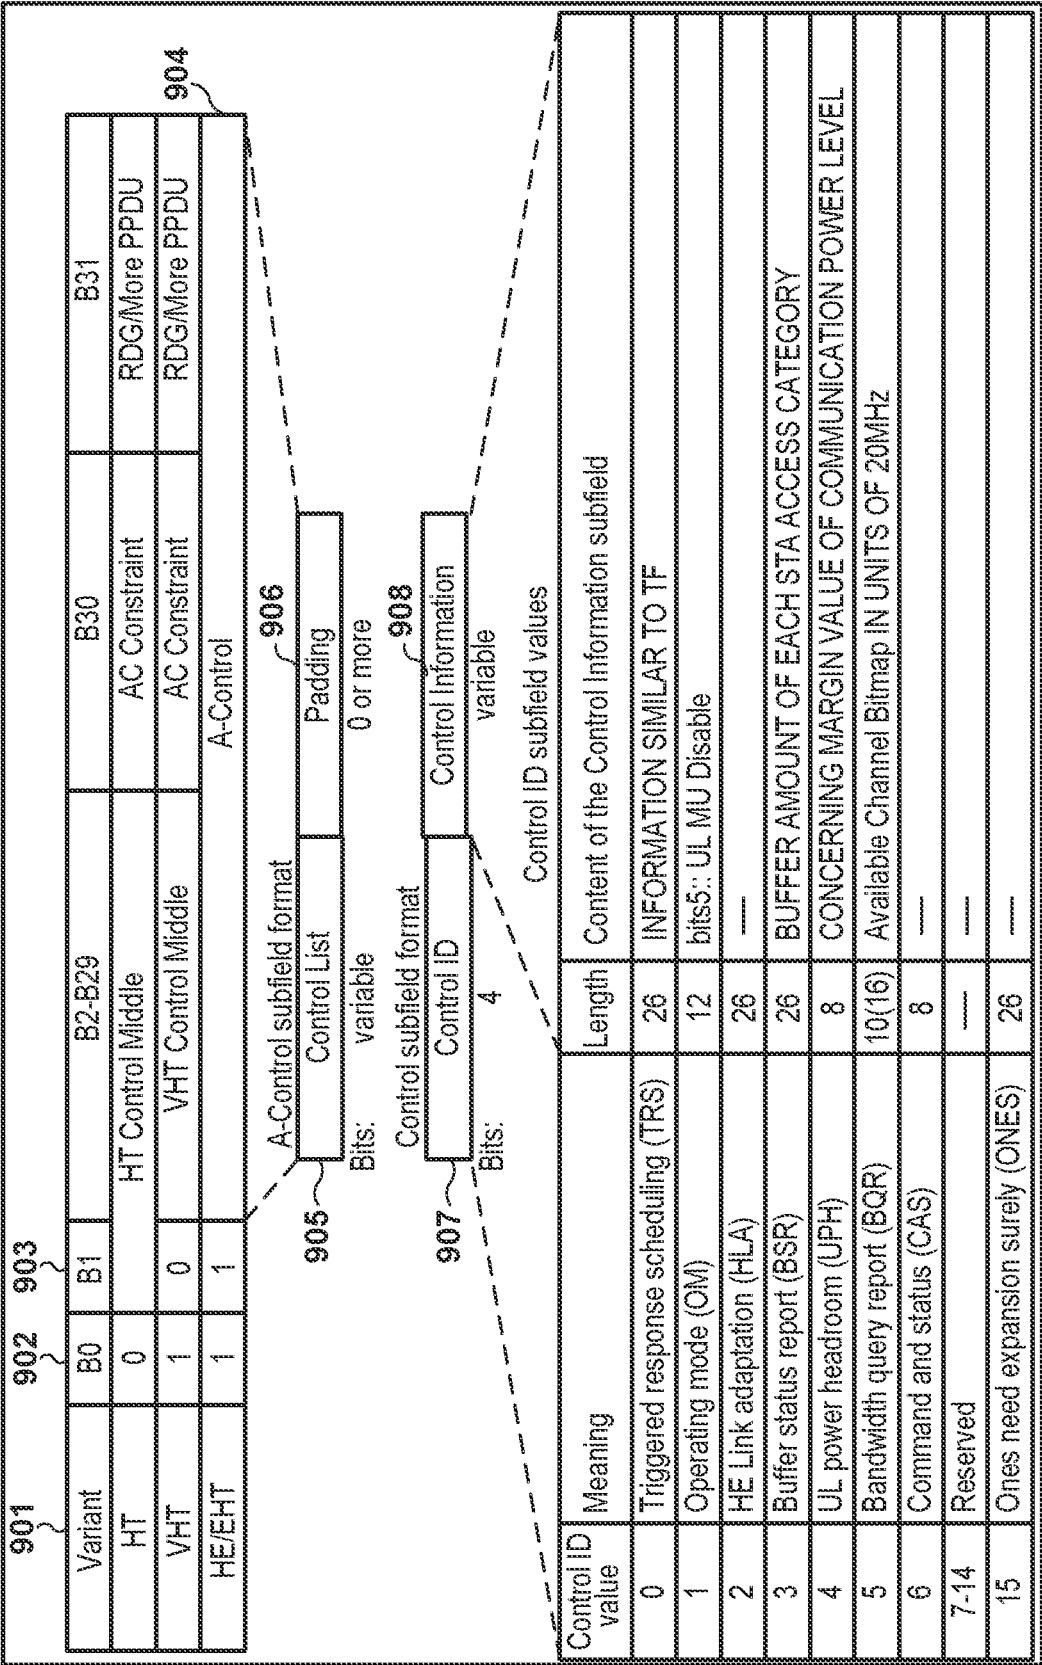 901 902 903
Variant B0 B1 B2-B29 B30 B31
HT 0 HT Control Middle AC Constraint RDG/More PPDU
VHT 1 0 VHT Control Middle AC Constraint RDG/More PPDU
HE/EHT 1 1 A-Control
904
A-Control subfield format
906
905 Control List Padding
Bits: variable 0 or more
Control subfield format
908
907 Control ID Control Information
Bits: 4 variable
Control ID subfield values
Control ID value Meaning Length Content of the Control Information subfield
0 Triggered response scheduling (TRS) 26 INFORMATION SIMILAR TO TF
1 Operating mode (OM) 12 bits5:: UL MU Disable
2 HE Link adaptation (HLA) 26 —
3 Buffer status report (BSR) 26 BUFFER AMOUNT OF EACH STA ACCESS CATEGORY
4 UL power headroom (UPH) 8 CONCERNING MARGIN VALUE OF COMMUNICATION POWER LEVEL
5 Bandwidth query report (BQR) 10(16) Available Channel Bitmap IN UNITS OF 20MHz
6 Command and status (CAS) 8 —
7-14 Reserved — —
15 Ones need expansion surely (ONES) 26 —